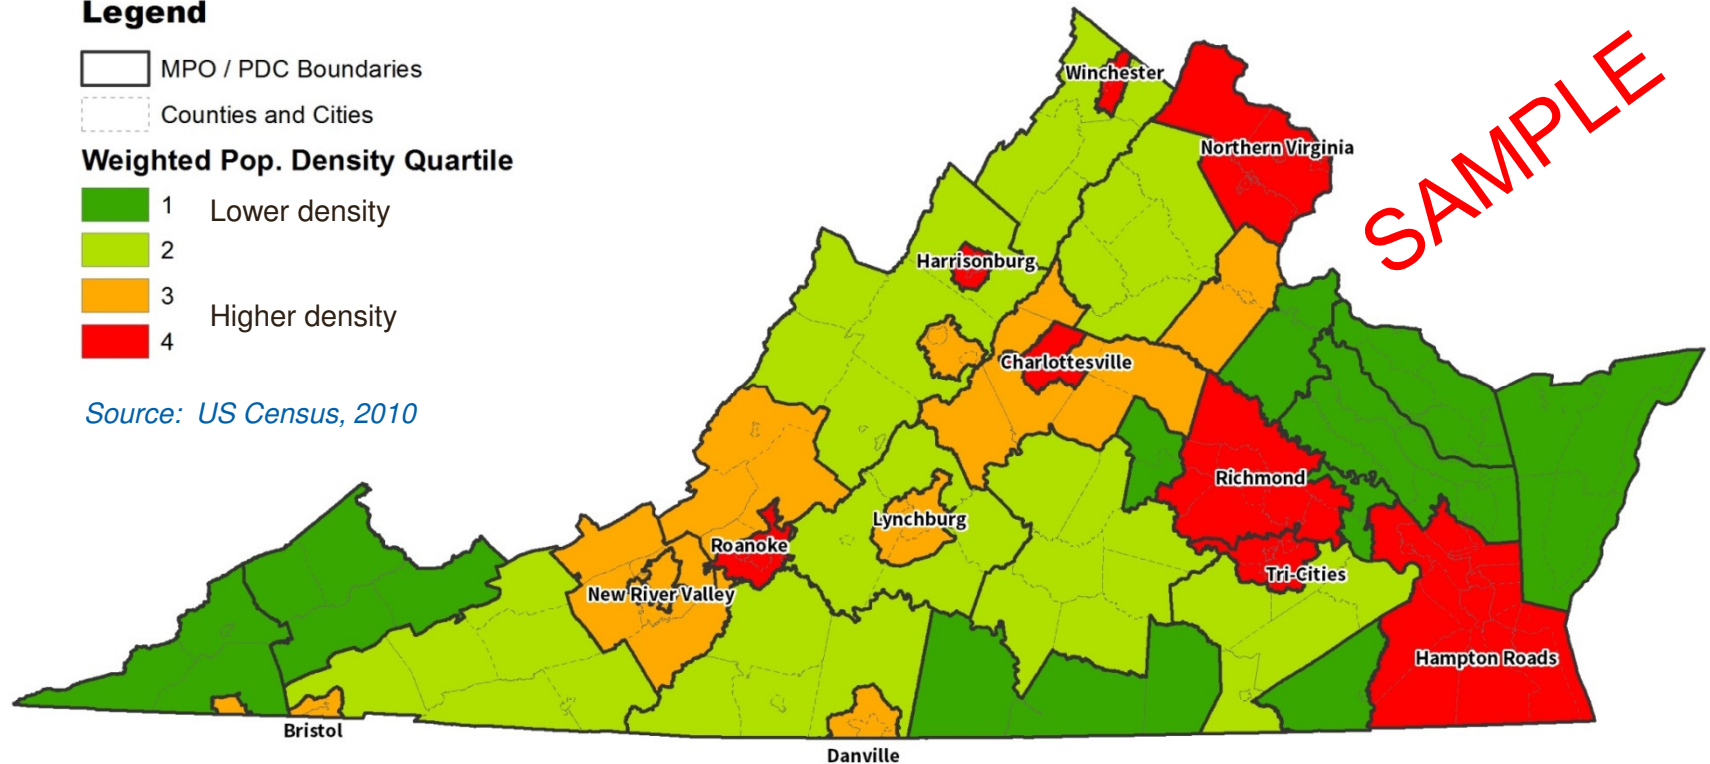 Legend
MPO / PDC Boundaries
Counties and Cities
Weighted Pop. Density Quartile
1 Lower density
2
3
Higher density
4
Source: US Census, 2010
SAMPLE
Winchester
Northern Virginia
Harrisonburg
Charlottesville
Richmond
Lynchburg
Roanoke
Tri-Cities
New River Valley
Hampton Roads
Bristol
Danville